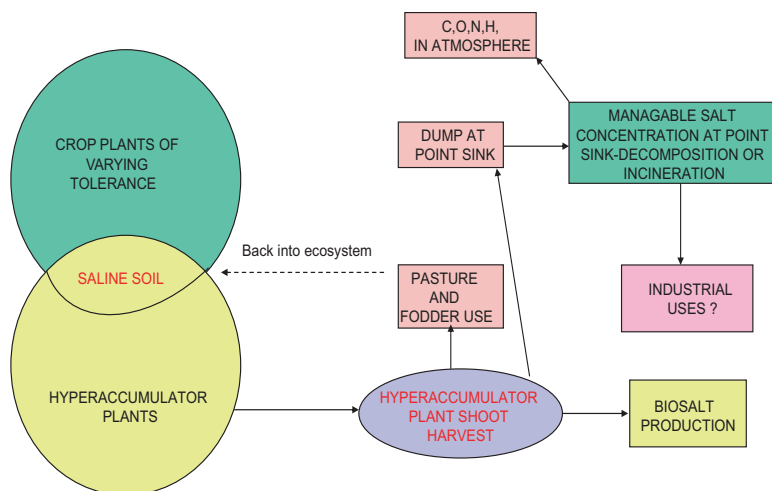 C,O,N,H,
IN ATMOSPHERE
CROP PLANTS OF
VARYING
TOLERANCE
DUMP AT
POINT SINK
MANAGABLE SALT
CONCENTRATION AT POINT
SINK-DECOMPOSITION OR
INCINERATION
Back into ecosystem
SALINE SOIL
PASTURE
AND
FODDER USE
INDUSTRIAL
USES ?
HYPERACCUMULATOR
PLANTS
HYPERACCUMULATOR
PLANT SHOOT
HARVEST
BIOSALT
PRODUCTION